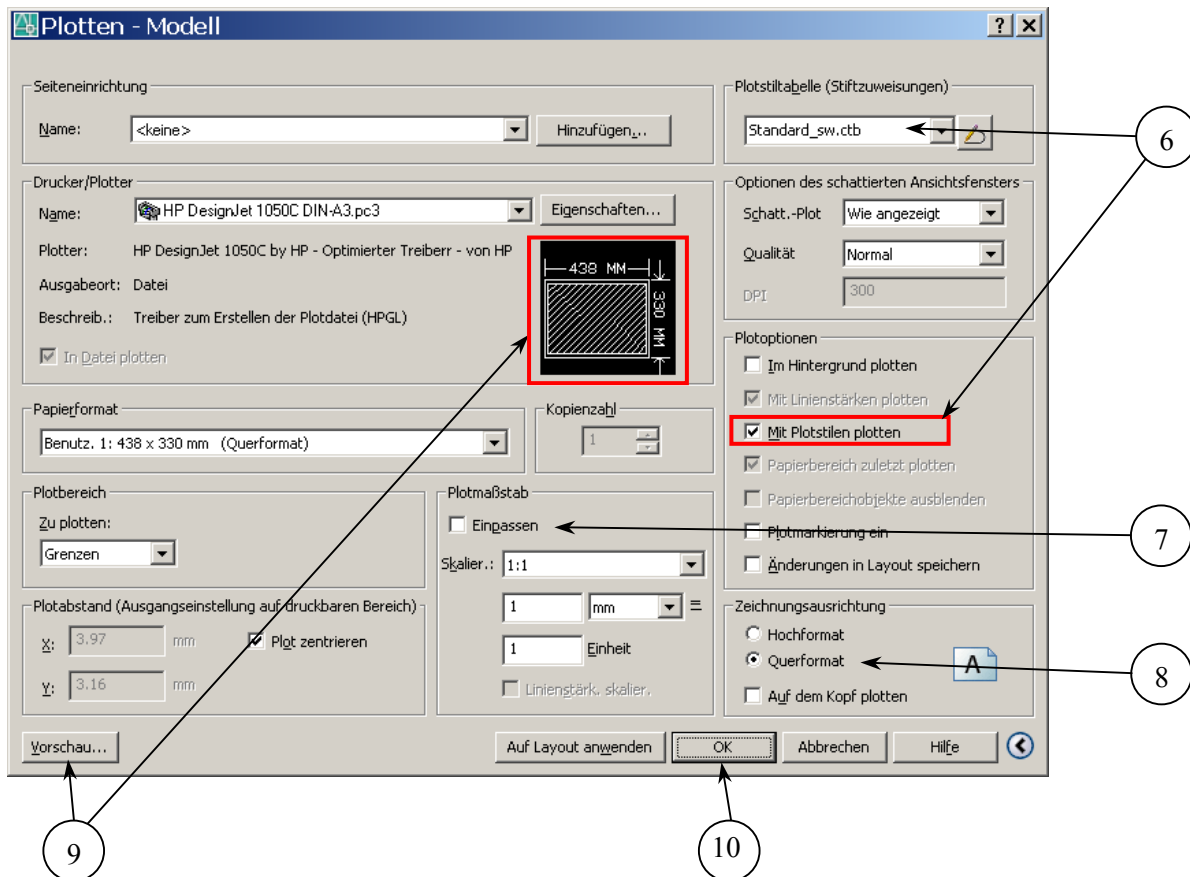 Plotten - Modell
Seiteneinrichtung
Name: <keine> Hinzufügen...
Plotstiltabelle (Stiftzuweisungen)
Standard_sw.ctb
6
Drucker/Plotter
Name: HP DesignJet 1050C DIN-A3.pc3 Eigenschaften...
Plotter: HP DesignJet 1050C by HP - Optimierter Treiberr - von HP
Ausgabeort: Datei
Beschreib.: Treiber zum Erstellen der Plotdatei (HPGL)
In Datei plotten
438 MM
330 MM
Optionen des schattierten Ansichtsfensters
Schatt.-Plot Wie angezeigt
Qualität Normal
DPI 300
Papierformat
Benutz. 1: 438 x 330 mm (Querformat)
Kopienzahl
1
Plotoptionen
Im Hintergrund plotten
Mit Linienstärken plotten
Mit Plotstilen plotten
Papierbereich zuletzt plotten
Papierbereichobjekte ausblenden
Plotmarkierung ein
Änderungen in Layout speichern
Plotbereich
Zu plotten:
Grenzen
Plotmaßstab
Einpassen
7
Skalier.: 1:1
1 mm =
1 Einheit
Linienstärk. skalier.
Plotabstand (Ausgangseinstellung auf druckbaren Bereich)
X: 3.97 mm Plot zentrieren
Y: 3.16 mm
Zeichnungsausrichtung
Hochformat
Querformat
A
Auf dem Kopf plotten
8
Vorschau... Auf Layout anwenden OK Abbrechen Hilfe
9
10